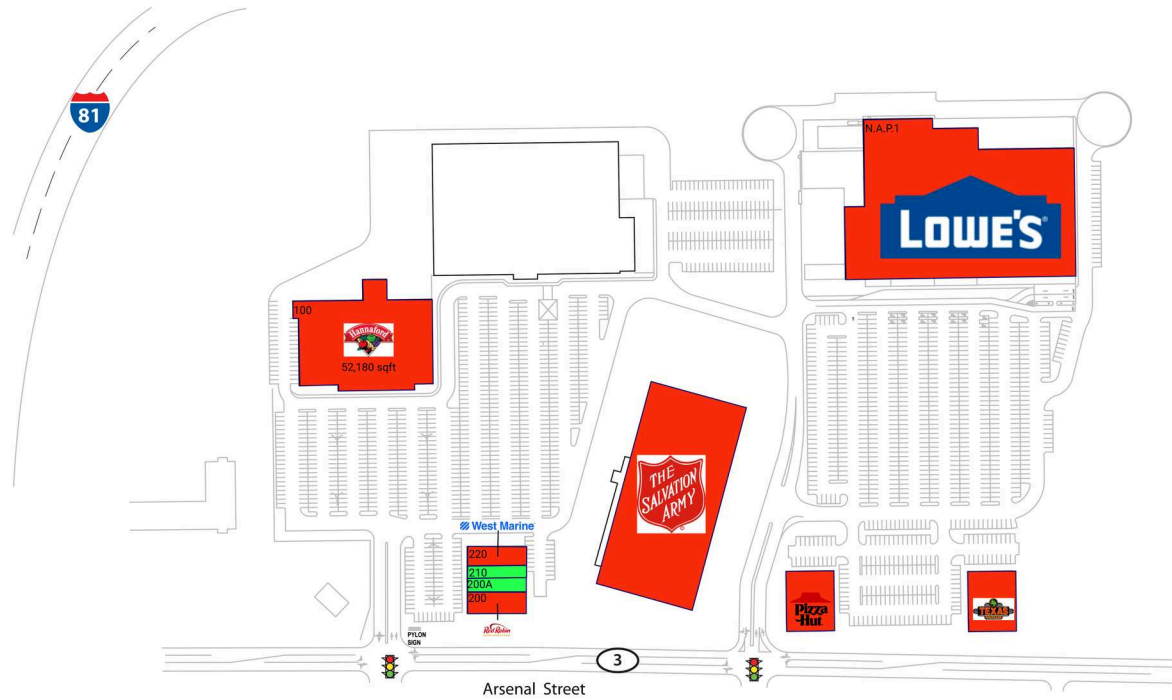 81
N.A.P.1
LOWE'S
100
Hannaford
52,180 sqft
THE
SALVATION
ARMY
West Marine
220
210
200A
200
Red Robin
PYLON
SIGN
Pizza
Hut
TEXAS
3
Arsenal Street